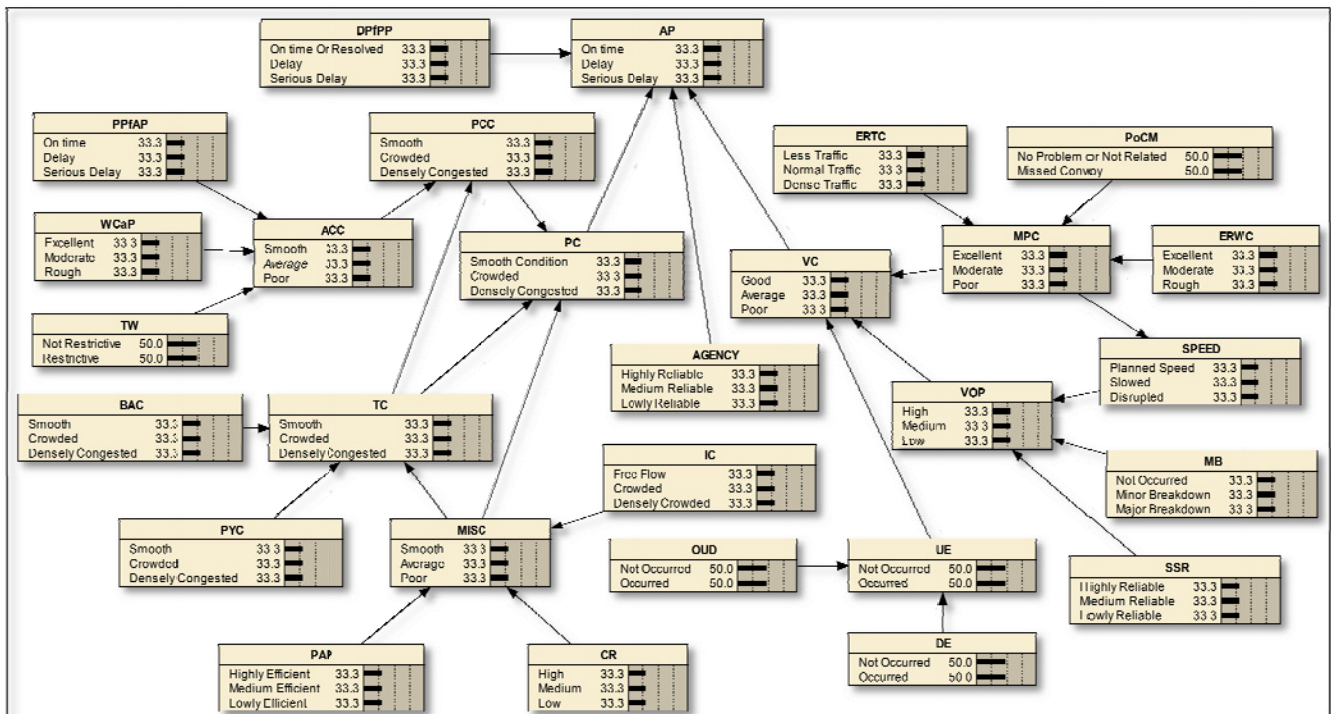 DPfPP
On time Or Resolved 33.3
Delay 33.3
Serious Delay 33.3
AP
On time 33.3
Delay 33.3
Serious Delay 33.3
PPfAP
On time 33.3
Delay 33.3
Serious Delay 33.3
PCC
Smooth 33.3
Crowded 33.3
Densely Congested 33.3
ERTC
Less Traffic 33.3
Normal Traffic 33.3
Dense Traffic 33.3
PoCM
No Problem or Not Related 50.0
Missed Convoy 50.0
WCaP
Excellent 33.3
Moderate 33.3
Rough 33.3
ACC
Smooth 33.3
Average 33.3
Poor 33.3
PC
Smooth Condition 33.3
Crowded 33.3
Densely Congested 33.3
VC
Good 33.3
Average 33.3
Poor 33.3
MPC
Excellent 33.3
Moderate 33.3
Poor 33.3
ERWC
Excellent 33.3
Moderate 33.3
Rough 33.3
TW
Not Restrictive 50.0
Restrictive 50.0
AGENCY
Highly Reliable 33.3
Medium Reliable 33.3
Lowly Reliable 33.3
SPEED
Planned Speed 33.3
Slowed 33.3
Disrupted 33.3
BAC
Smooth 33.3
Crowded 33.3
Densely Congested 33.3
TC
Smooth 33.3
Crowded 33.3
Densely Congested 33.3
VOP
High 33.3
Medium 33.3
Low 33.3
IC
Free Flow 33.3
Crowded 33.3
Densely Crowded 33.3
MB
Not Occurred 33.3
Minor Breakdown 33.3
Major Breakdown 33.3
PYC
Smooth 33.3
Crowded 33.3
Densely Congested 33.3
MISC
Smooth 33.3
Average 33.3
Poor 33.3
OUD
Not Occurred 50.0
Occurred 50.0
UE
Not Occurred 50.0
Occurred 50.0
SSR
Highly Reliable 33.3
Medium Reliable 33.3
Lowly Reliable 33.3
PAP
Highly Efficient 33.3
Medium Efficient 33.3
Lowly Efficient 33.3
CR
High 33.3
Medium 33.3
Low 33.3
DE
Not Occurred 50.0
Occurred 50.0